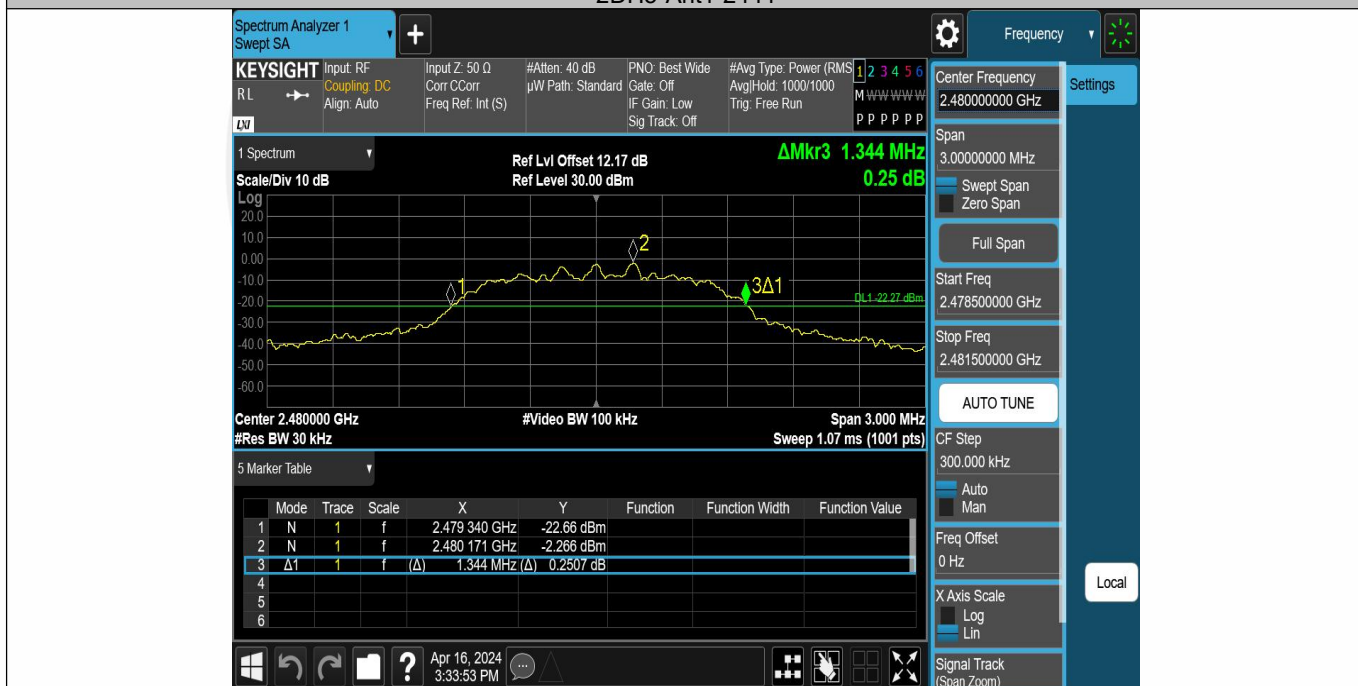 Spectrum Analyzer 1
Swept SA
+
Frequency
KEYSIGHT
RL
LXI
Input: RF
Coupling: DC
Align: Auto
Input Z: 50 Ω
Corr CCorr
Freq Ref: Int (S)
#Atten: 40 dB
µW Path: Standard
PNO: Best Wide
Gate: Off
IF Gain: Low
Sig Track: Off
#Avg Type: Power (RMS
Avg|Hold: 1000/1000
Trig: Free Run
1 2 3 4 5 6
M W W W W W
P P P P P P
1 Spectrum
Scale/Div 10 dB
Ref Lvl Offset 12.17 dB
Ref Level 30.00 dBm
ΔMkr3 1.344 MHz
0.25 dB
Log
20.0
10.0
0.00
-10.0
-20.0
-30.0
-40.0
-50.0
-60.0
1
2
3Δ1
DL1 -22.27 dBm
Center 2.480000 GHz
#Video BW 100 kHz
Span 3.000 MHz
#Res BW 30 kHz
Sweep 1.07 ms (1001 pts)
5 Marker Table
Mode Trace Scale X Y Function Function Width Function Value
1 N 1 f 2.479 340 GHz -22.66 dBm
2 N 1 f 2.480 171 GHz -2.266 dBm
3 Δ1 1 f (Δ) 1.344 MHz (Δ) 0.2507 dB
4
5
6
?
Apr 16, 2024
3:33:53 PM
Center Frequency
2.480000000 GHz
Span
3.00000000 MHz
Swept Span
Zero Span
Full Span
Start Freq
2.478500000 GHz
Stop Freq
2.481500000 GHz
AUTO TUNE
CF Step
300.000 kHz
Auto
Man
Freq Offset
0 Hz
X Axis Scale
Log
Lin
Signal Track
(Span Zoom)
Settings
Local